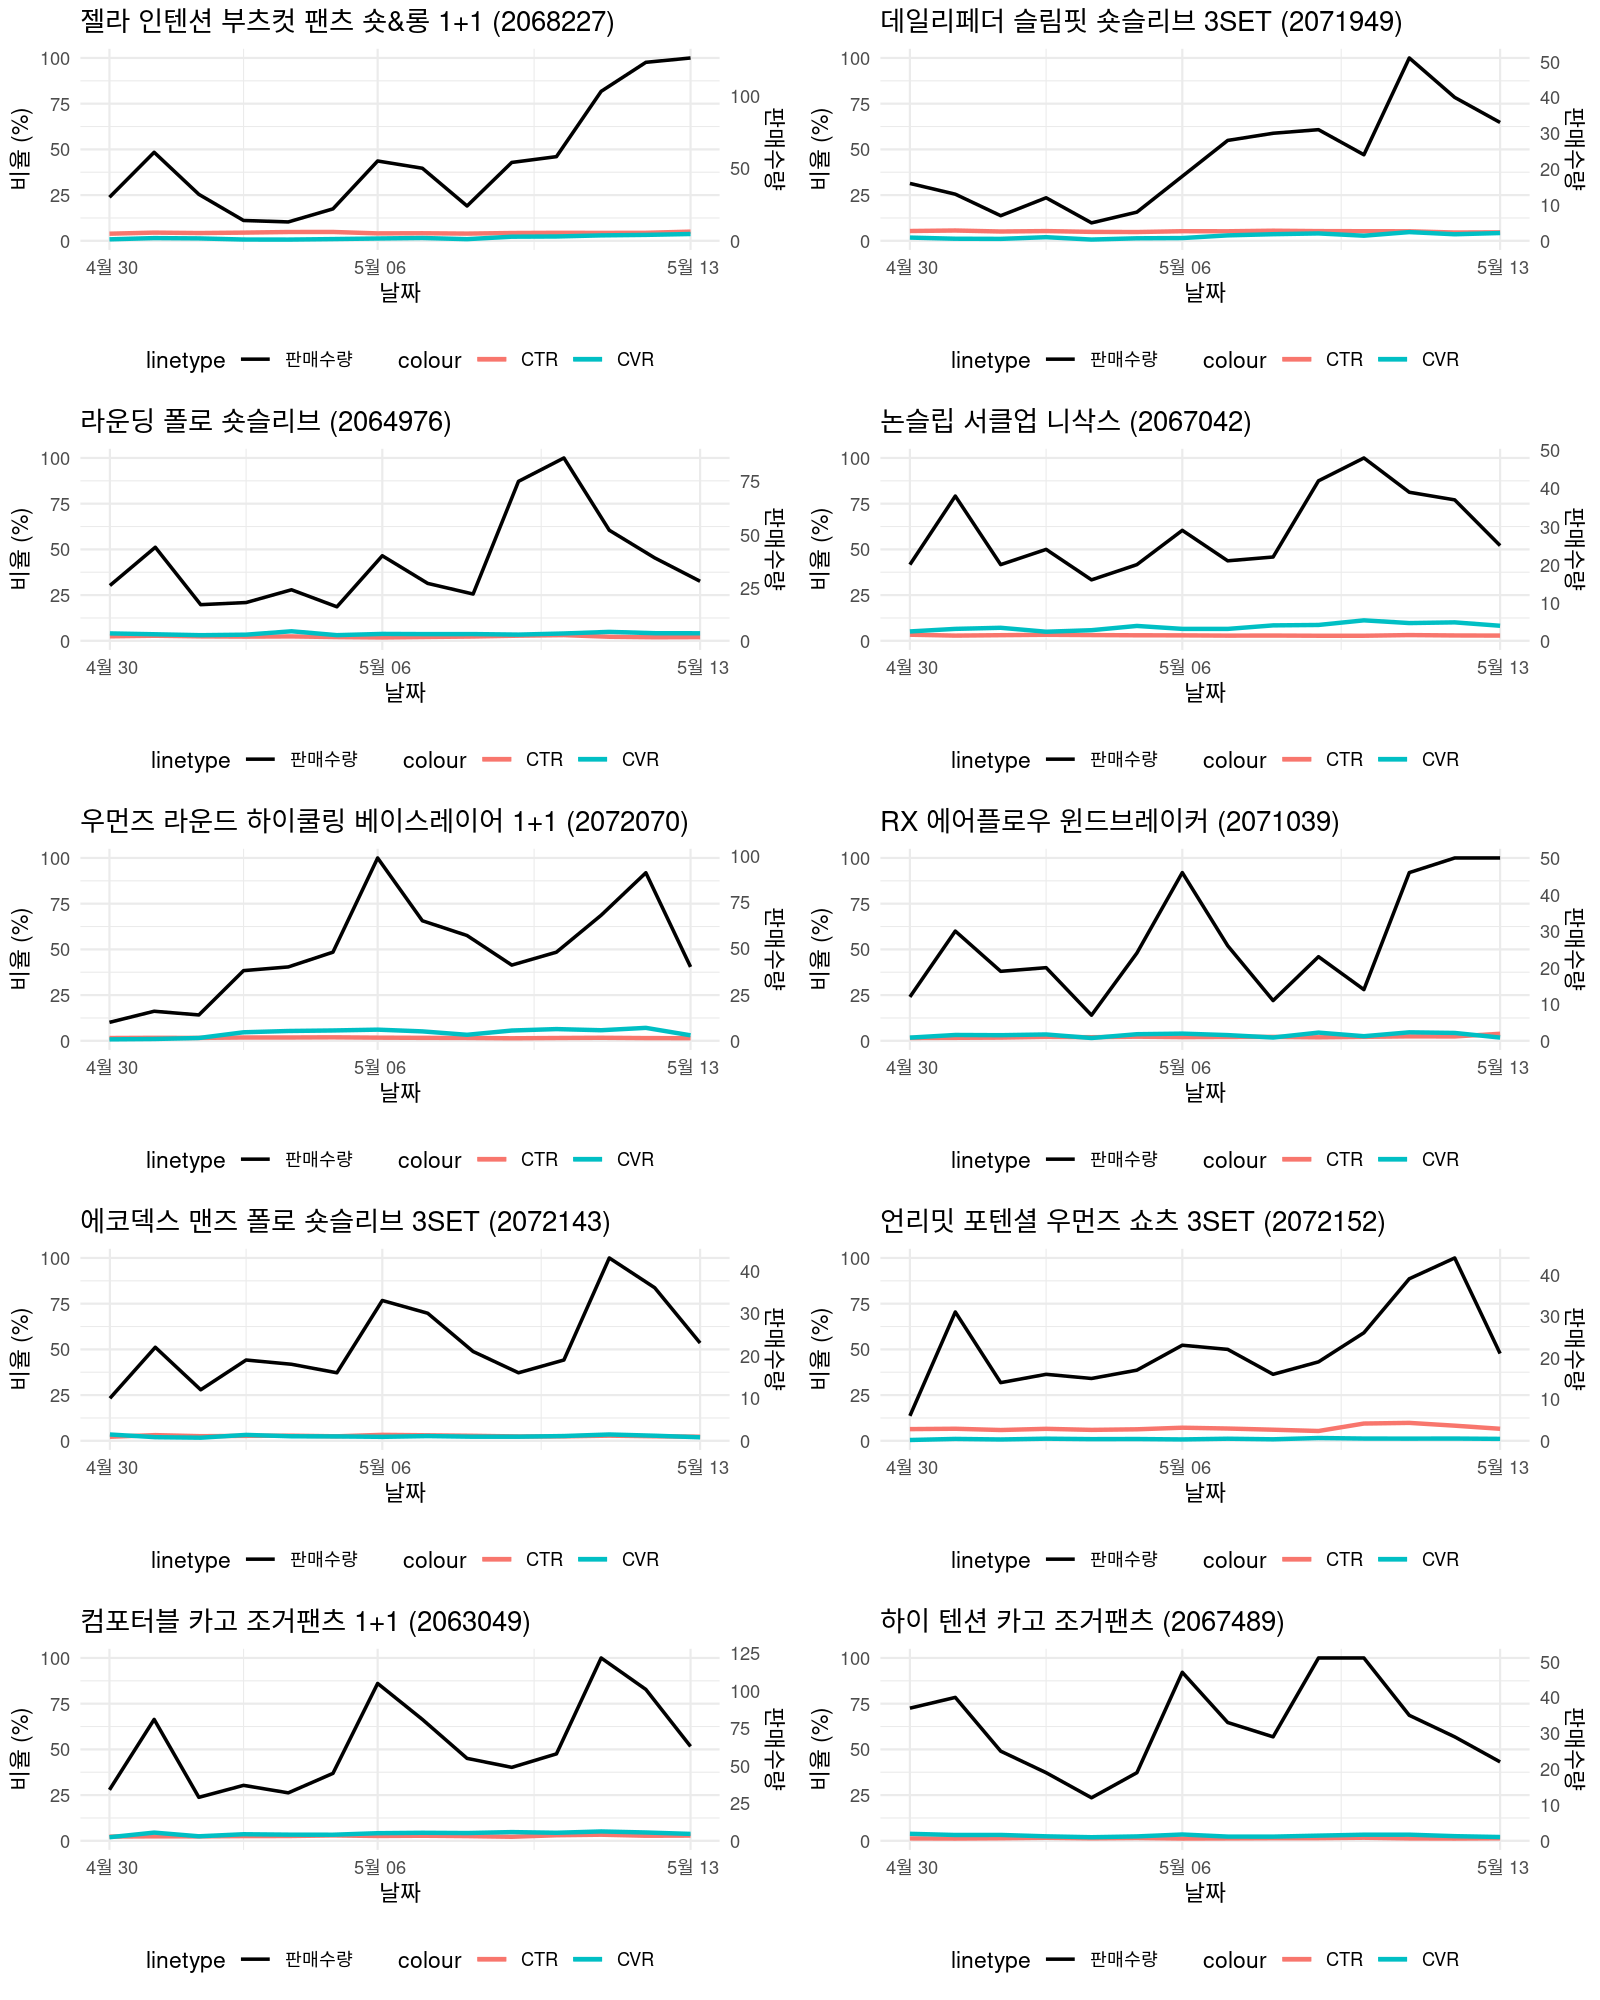 젤라 인텐션 부츠컷 팬츠 숏&롱 1+1 (2068227)
100
75
50
25
0
비율 (%)
100
50
0
판매수량
4월 30
5월 06
5월 13
날짜
linetype 판매수량 colour CTR CVR
데일리페더 슬림핏 숏슬리브 3SET (2071949)
100
75
50
25
0
비율 (%)
50
40
30
20
10
0
판매수량
4월 30
5월 06
5월 13
날짜
linetype 판매수량 colour CTR CVR
라운딩 폴로 숏슬리브 (2064976)
100
75
50
25
0
비율 (%)
75
50
25
0
판매수량
4월 30
5월 06
5월 13
날짜
linetype 판매수량 colour CTR CVR
논슬립 서클업 니삭스 (2067042)
100
75
50
25
0
비율 (%)
50
40
30
20
10
0
판매수량
4월 30
5월 06
5월 13
날짜
linetype 판매수량 colour CTR CVR
우먼즈 라운드 하이쿨링 베이스레이어 1+1 (2072070)
100
75
50
25
0
비율 (%)
100
75
50
25
0
판매수량
4월 30
5월 06
5월 13
날짜
linetype 판매수량 colour CTR CVR
RX 에어플로우 윈드브레이커 (2071039)
100
75
50
25
0
비율 (%)
50
40
30
20
10
0
판매수량
4월 30
5월 06
5월 13
날짜
linetype 판매수량 colour CTR CVR
에코덱스 맨즈 폴로 숏슬리브 3SET (2072143)
100
75
50
25
0
비율 (%)
40
30
20
10
0
판매수량
4월 30
5월 06
5월 13
날짜
linetype 판매수량 colour CTR CVR
언리밋 포텐셜 우먼즈 쇼츠 3SET (2072152)
100
75
50
25
0
비율 (%)
40
30
20
10
0
판매수량
4월 30
5월 06
5월 13
날짜
linetype 판매수량 colour CTR CVR
컴포터블 카고 조거팬츠 1+1 (2063049)
100
75
50
25
0
비율 (%)
125
100
75
50
25
0
판매수량
4월 30
5월 06
5월 13
날짜
linetype 판매수량 colour CTR CVR
하이 텐션 카고 조거팬츠 (2067489)
100
75
50
25
0
비율 (%)
50
40
30
20
10
0
판매수량
4월 30
5월 06
5월 13
날짜
linetype 판매수량 colour CTR CVR